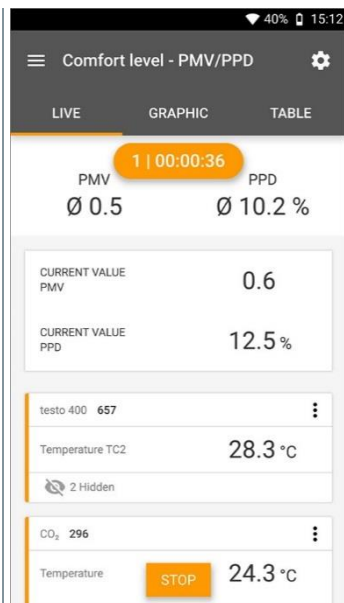 40% 15:12
Comfort level - PMV/PPD
LIVE GRAPHIC TABLE
1 | 00:00:36
PMV PPD
Ø 0.5 Ø 10.2 %
CURRENT VALUE
PMV 0.6
CURRENT VALUE
PPD 12.5 %
testo 400 657
Temperature TC2 28.3 °C
2 Hidden
CO₂ 296
Temperature 24.3 °C
STOP